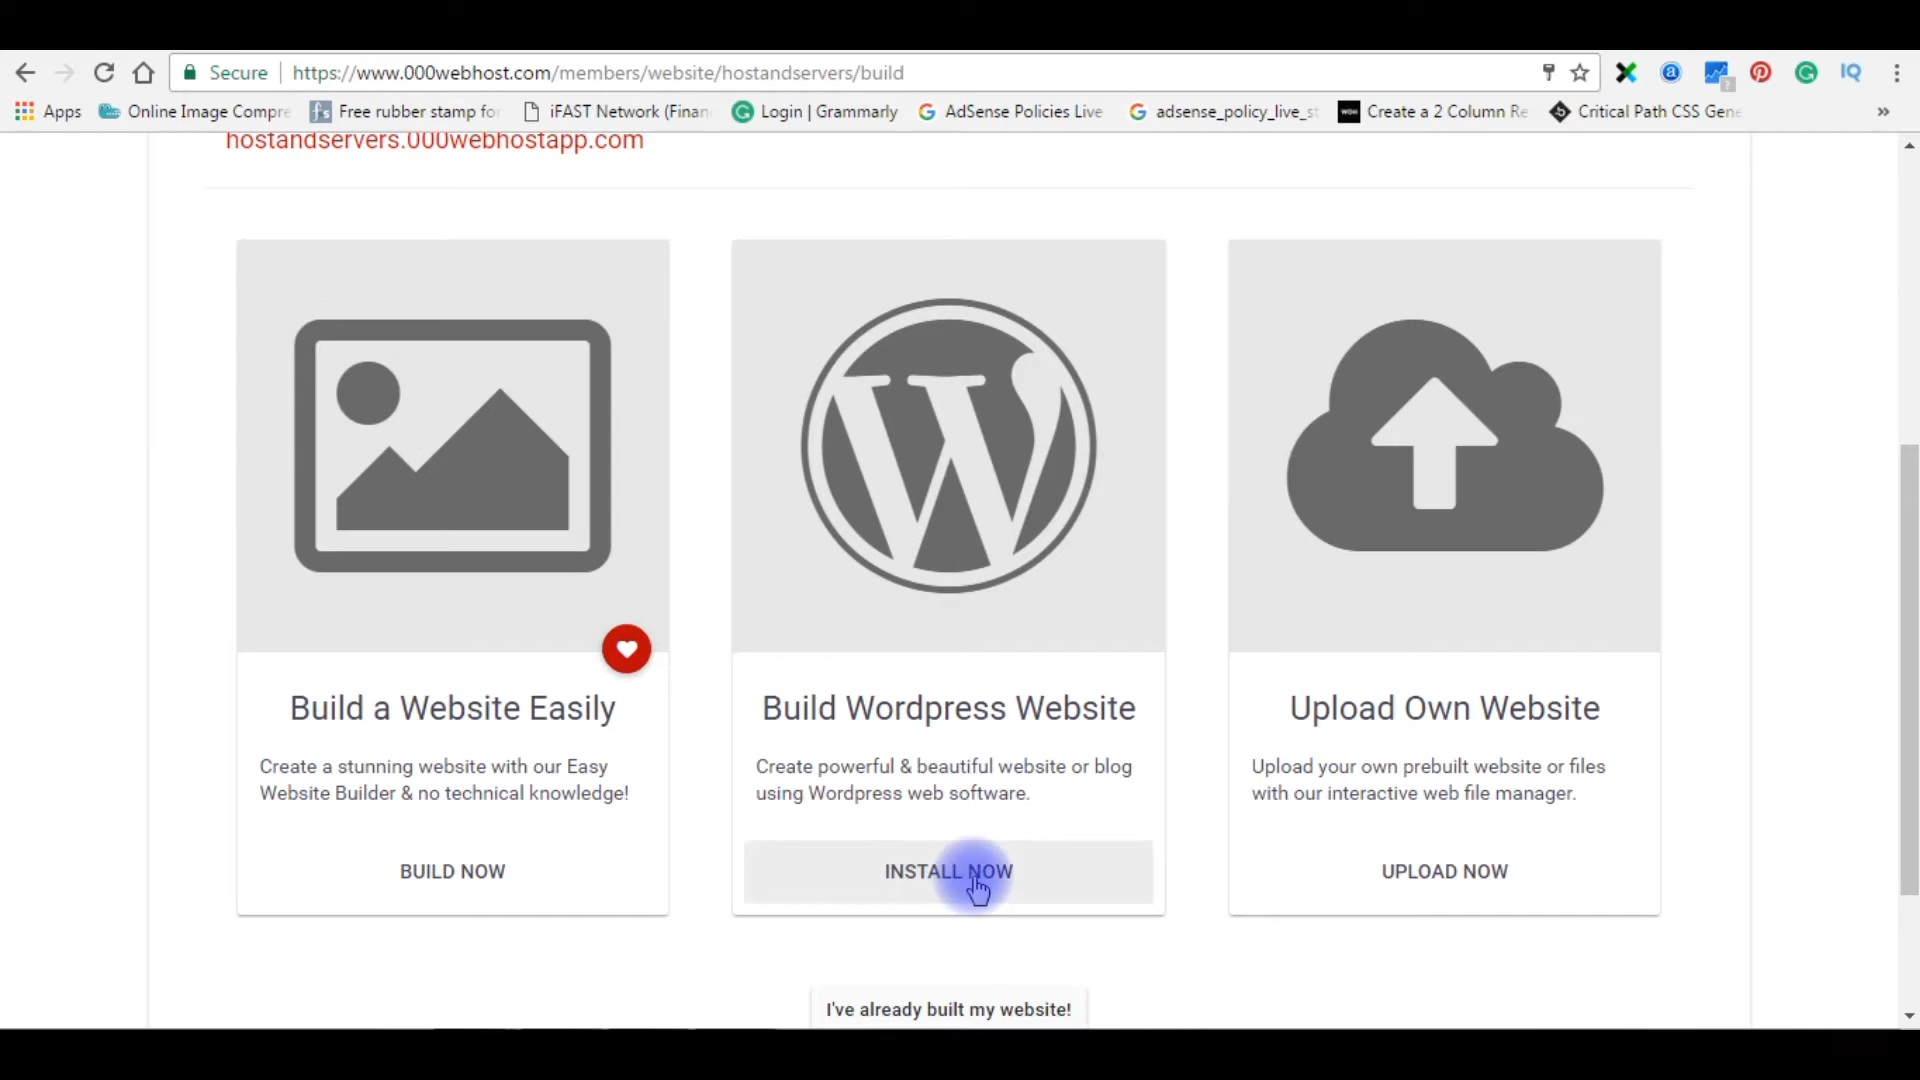 Secure https://www.000webhost.com/members/website/hostandservers/build
Apps Online Image Compre Free rubber stamp fo iFAST Network (Finan Login | Grammarly AdSense Policies Live adsense_policy_live_st Create a 2 Column Re Critical Path CSS Gene »
hostandservers.000webhostapp.com
Build a Website Easily
Create a stunning website with our Easy
Website Builder & no technical knowledge!
BUILD NOW
Build Wordpress Website
Create powerful & beautiful website or blog
using Wordpress web software.
INSTALL NOW
Upload Own Website
Upload your own prebuilt website or files
with our interactive web file manager.
UPLOAD NOW
I've already built my website!